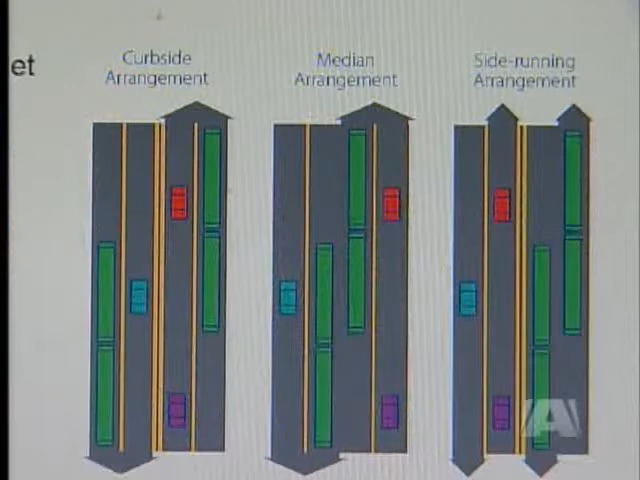 et
Curbside
Arrangement
Median
Arrangement
Side-running
Arrangement
A